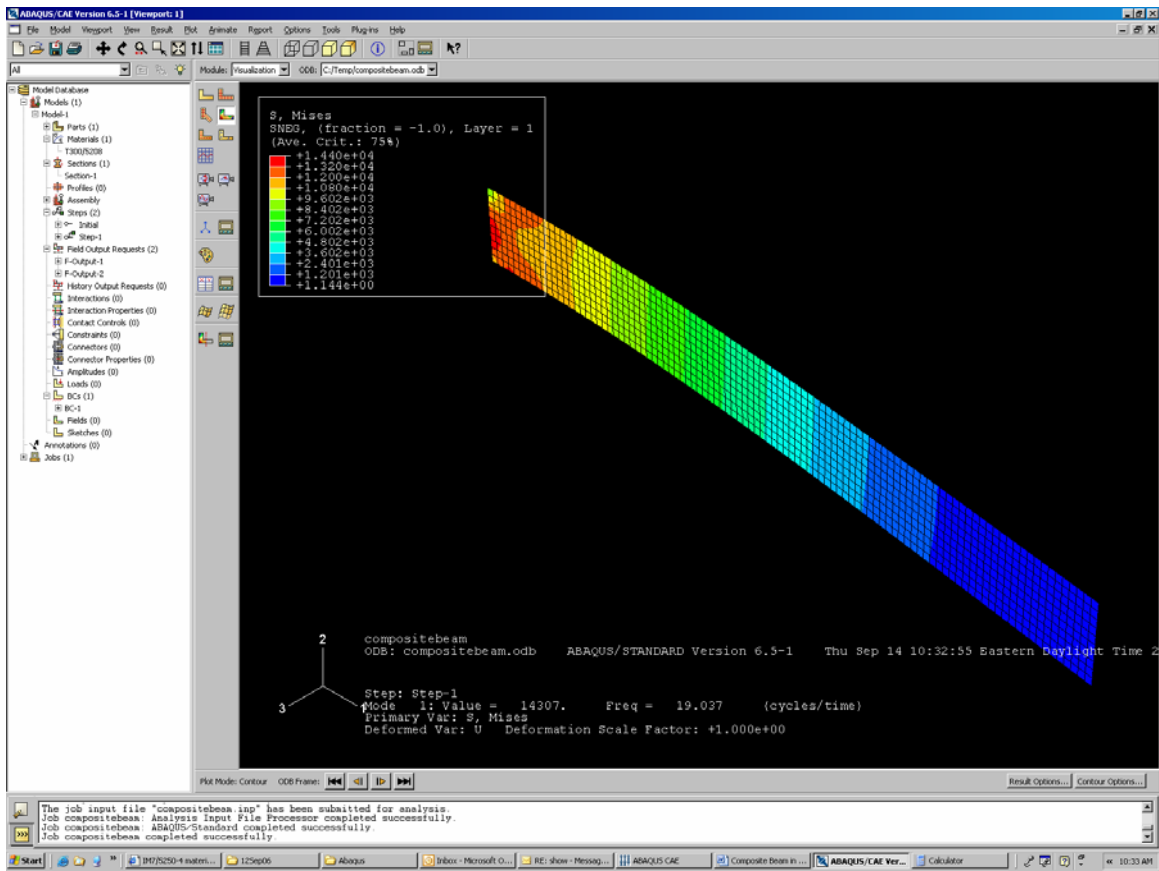 ABAQUS/CAE Version 6.5-1 [Viewport: 1]
File Model Viewport View Result Plot Animate Report Options Tools Plug-ins Help
All Module: Visualization ODB: C:/Temp/compositebeam.odb
Model Database
Models (1)
Model-1
Parts (1)
Materials (1)
T300/5208
Sections (1)
Section-1
Profiles (0)
Assembly
Steps (2)
Initial
Step-1
Field Output Requests (2)
F-Output-1
F-Output-2
History Output Requests (0)
Interactions (0)
Interaction Properties (0)
Contact Controls (0)
Constraints (0)
Connectors (0)
Connector Properties (0)
Amplitudes (0)
Loads (0)
BCs (1)
BC-1
Fields (0)
Sketches (0)
Annotations (0)
Jobs (1)
S, Mises
SNEG, (fraction = -1.0), Layer = 1
(Ave. Crit.: 75%)
+1.440e+04
+1.320e+04
+1.200e+04
+1.080e+04
+9.602e+03
+8.402e+03
+7.202e+03
+6.002e+03
+4.802e+03
+3.602e+03
+2.401e+03
+1.201e+03
+1.144e+00
2
3
1
compositebeam
ODB: compositebeam.odb ABAQUS/STANDARD Version 6.5-1 Thu Sep 14 10:32:55 Eastern Daylight Time 2
Step: Step-1
Mode 1: Value = 14307. Freq = 19.037 (cycles/time)
Primary Var: S, Mises
Deformed Var: U Deformation Scale Factor: +1.000e+00
Plot Mode: Contour ODB Frame: Result Options... Contour Options...
The job input file "compositebeam.inp" has been submitted for analysis.
Job compositebeam: Analysis Input File Processor completed successfully.
Job compositebeam: ABAQUS/Standard completed successfully.
Job compositebeam completed successfully.
Start IM7/5250-4 materi... 12Sep06 Abaqus Inbox - Microsoft O... RE: show - Messag... ABAQUS CAE Composite Beam in ... ABAQUS/CAE Ver... Calculator 10:33 AM